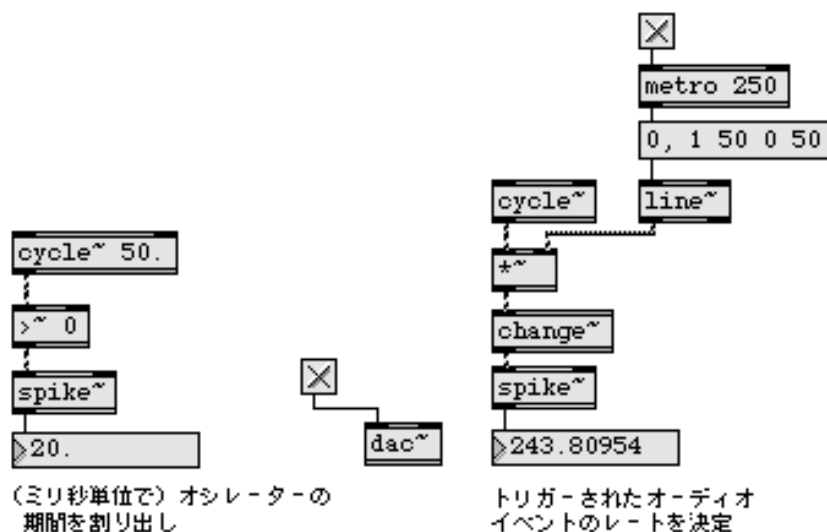 metro 250
0, 1 50 0 50
cycle~
line~
cycle~ 50.
*~
>~ 0
change~
spike~
spike~
dac~
20.
243.80954
(ミリ秒単位で) オシレーターの
期間を割り出し
トリガーされたオーディオ
イベントのレートを決定